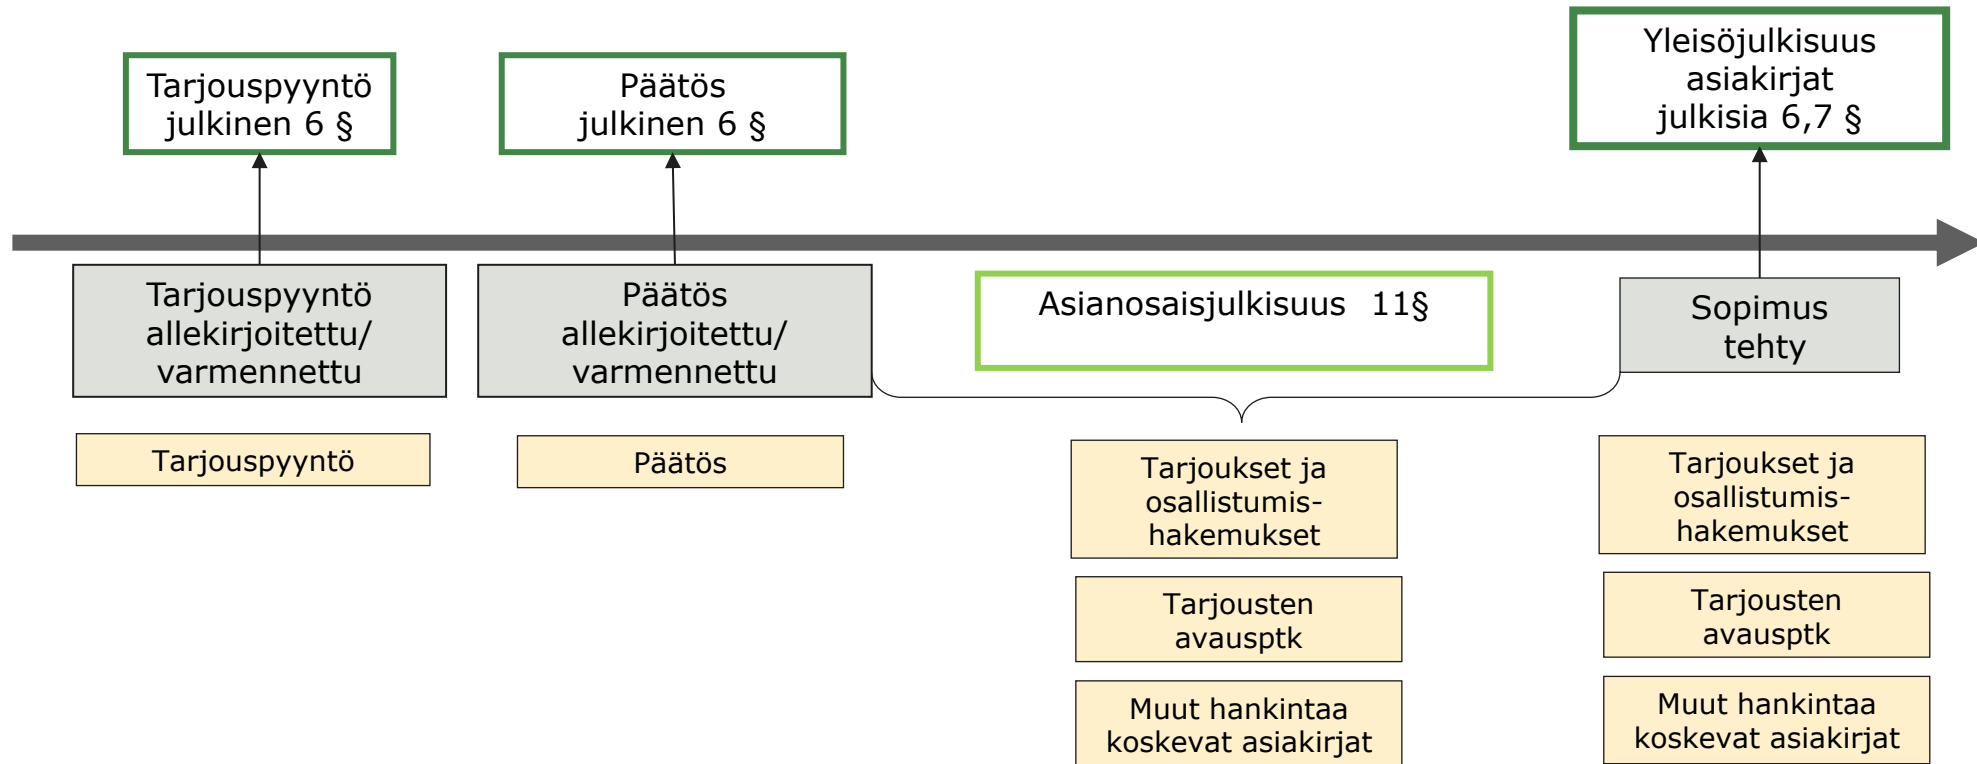 Tarjouspyyntö
julkinen 6 §
Päätös
julkinen 6 §
Yleisöjulkisuus
asiakirjat
julkisia 6,7 §
Tarjouspyyntö
allekirjoitettu/
varmennettu
Päätös
allekirjoitettu/
varmennettu
Asianosaisjulkisuus 11§
Sopimus
tehty
Tarjouspyyntö
Päätös
Tarjoukset ja
osallistumis-
hakemukset
Tarjousten
avausptk
Muut hankintaa
koskevat asiakirjat
Tarjoukset ja
osallistumis-
hakemukset
Tarjousten
avausptk
Muut hankintaa
koskevat asiakirjat